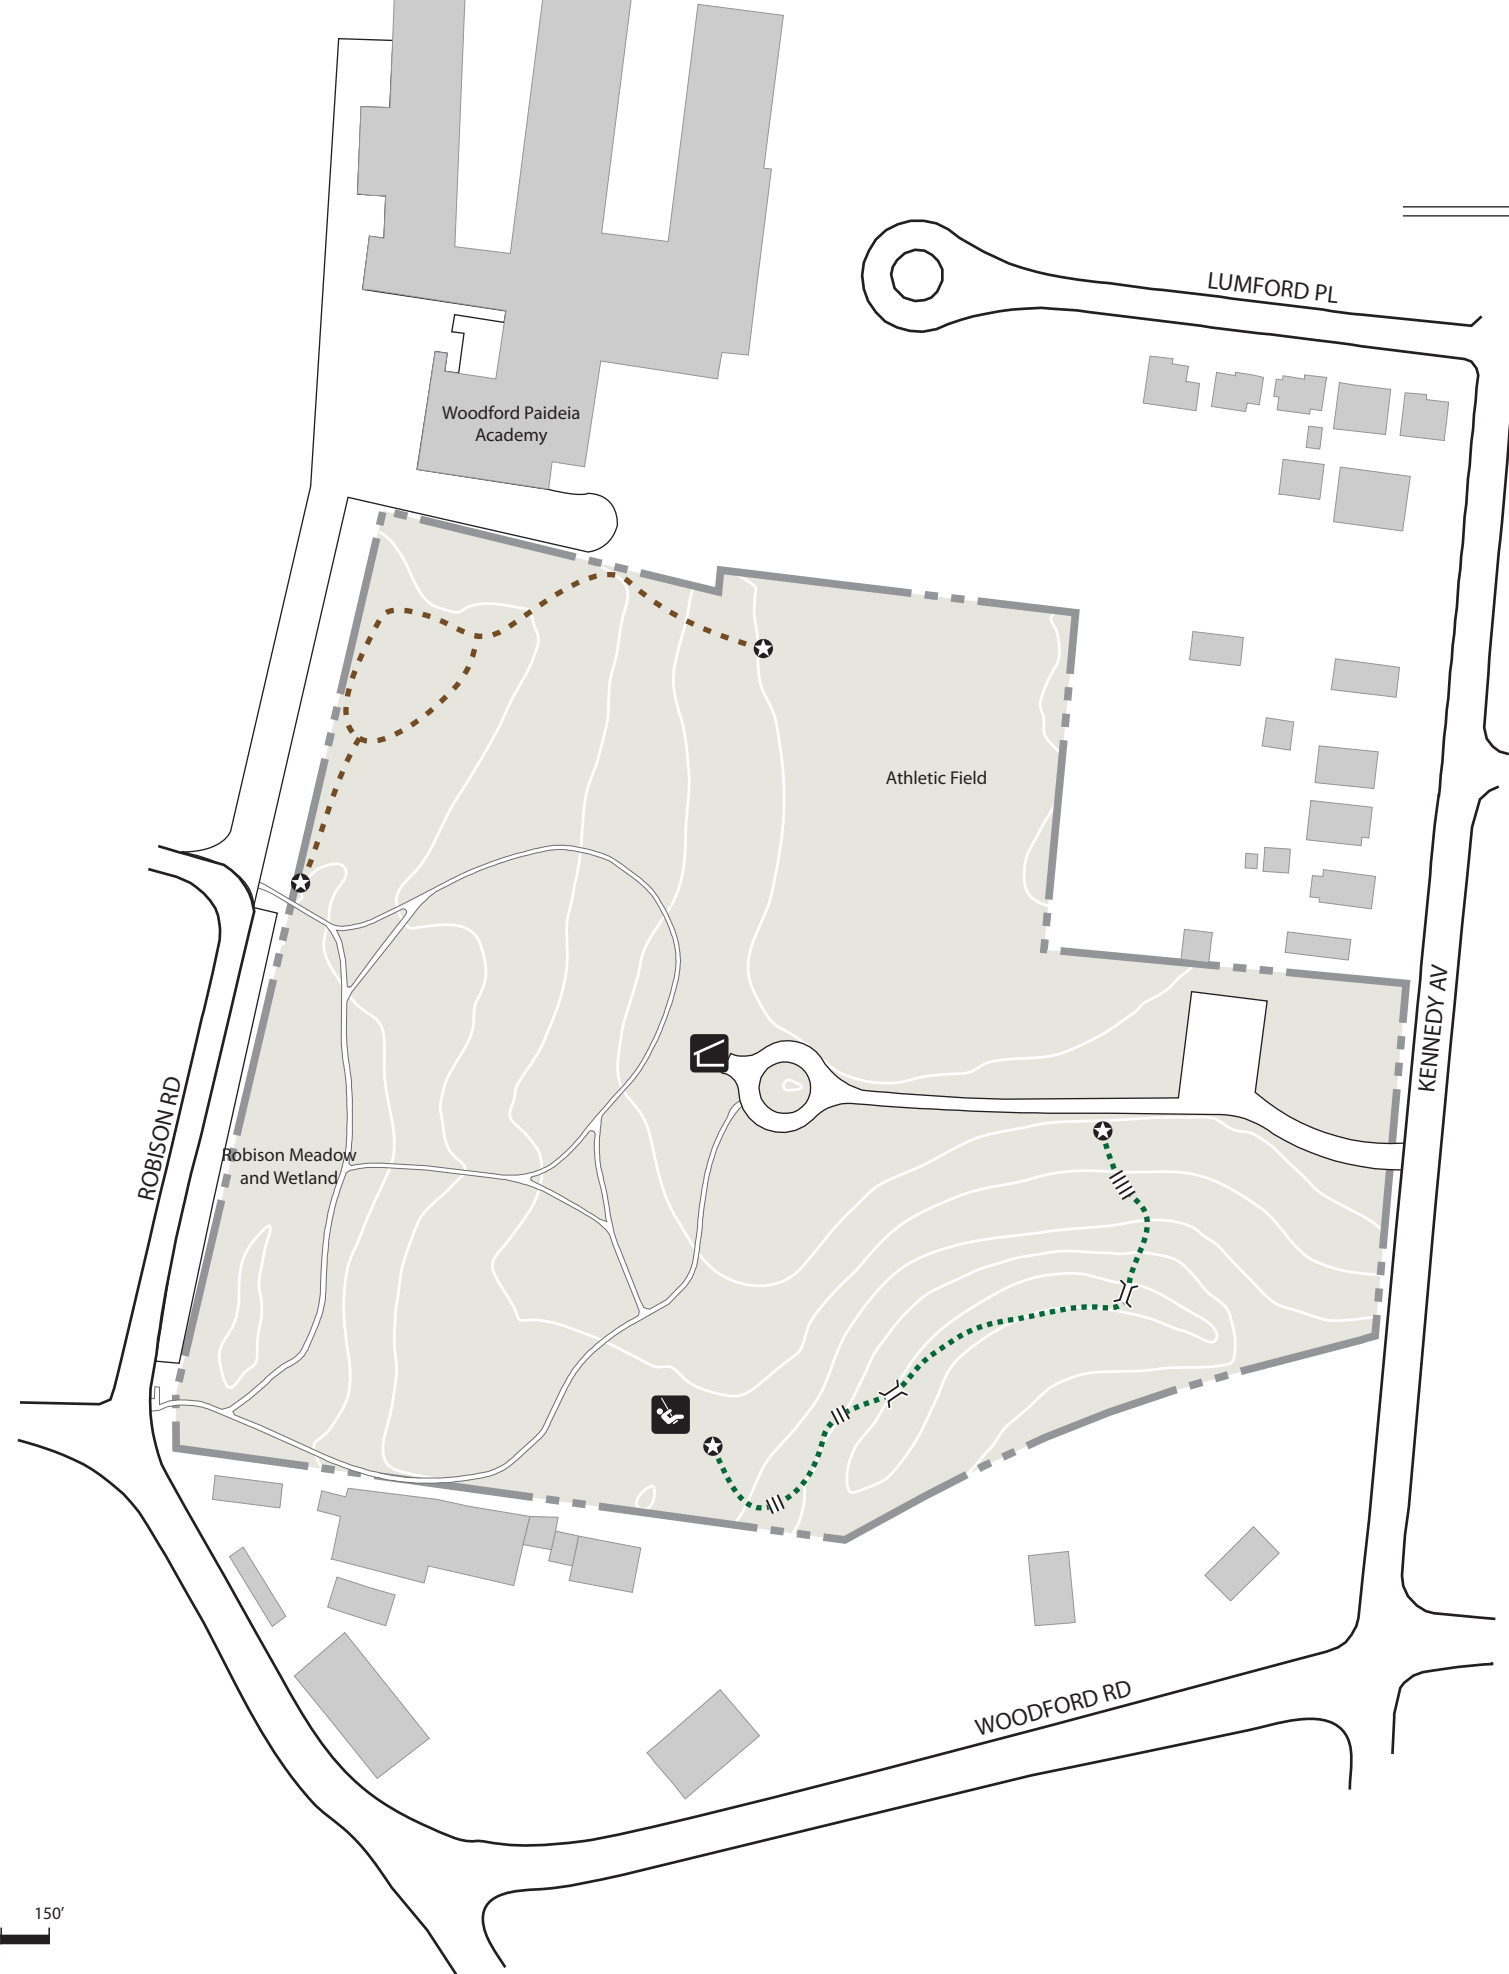 LUMFORD PL
Woodford Paideia
Academy
Athletic Field
KENNEDY AV
ROBISON RD
Robison Meadow
and Wetland
WOODFORD RD
150'